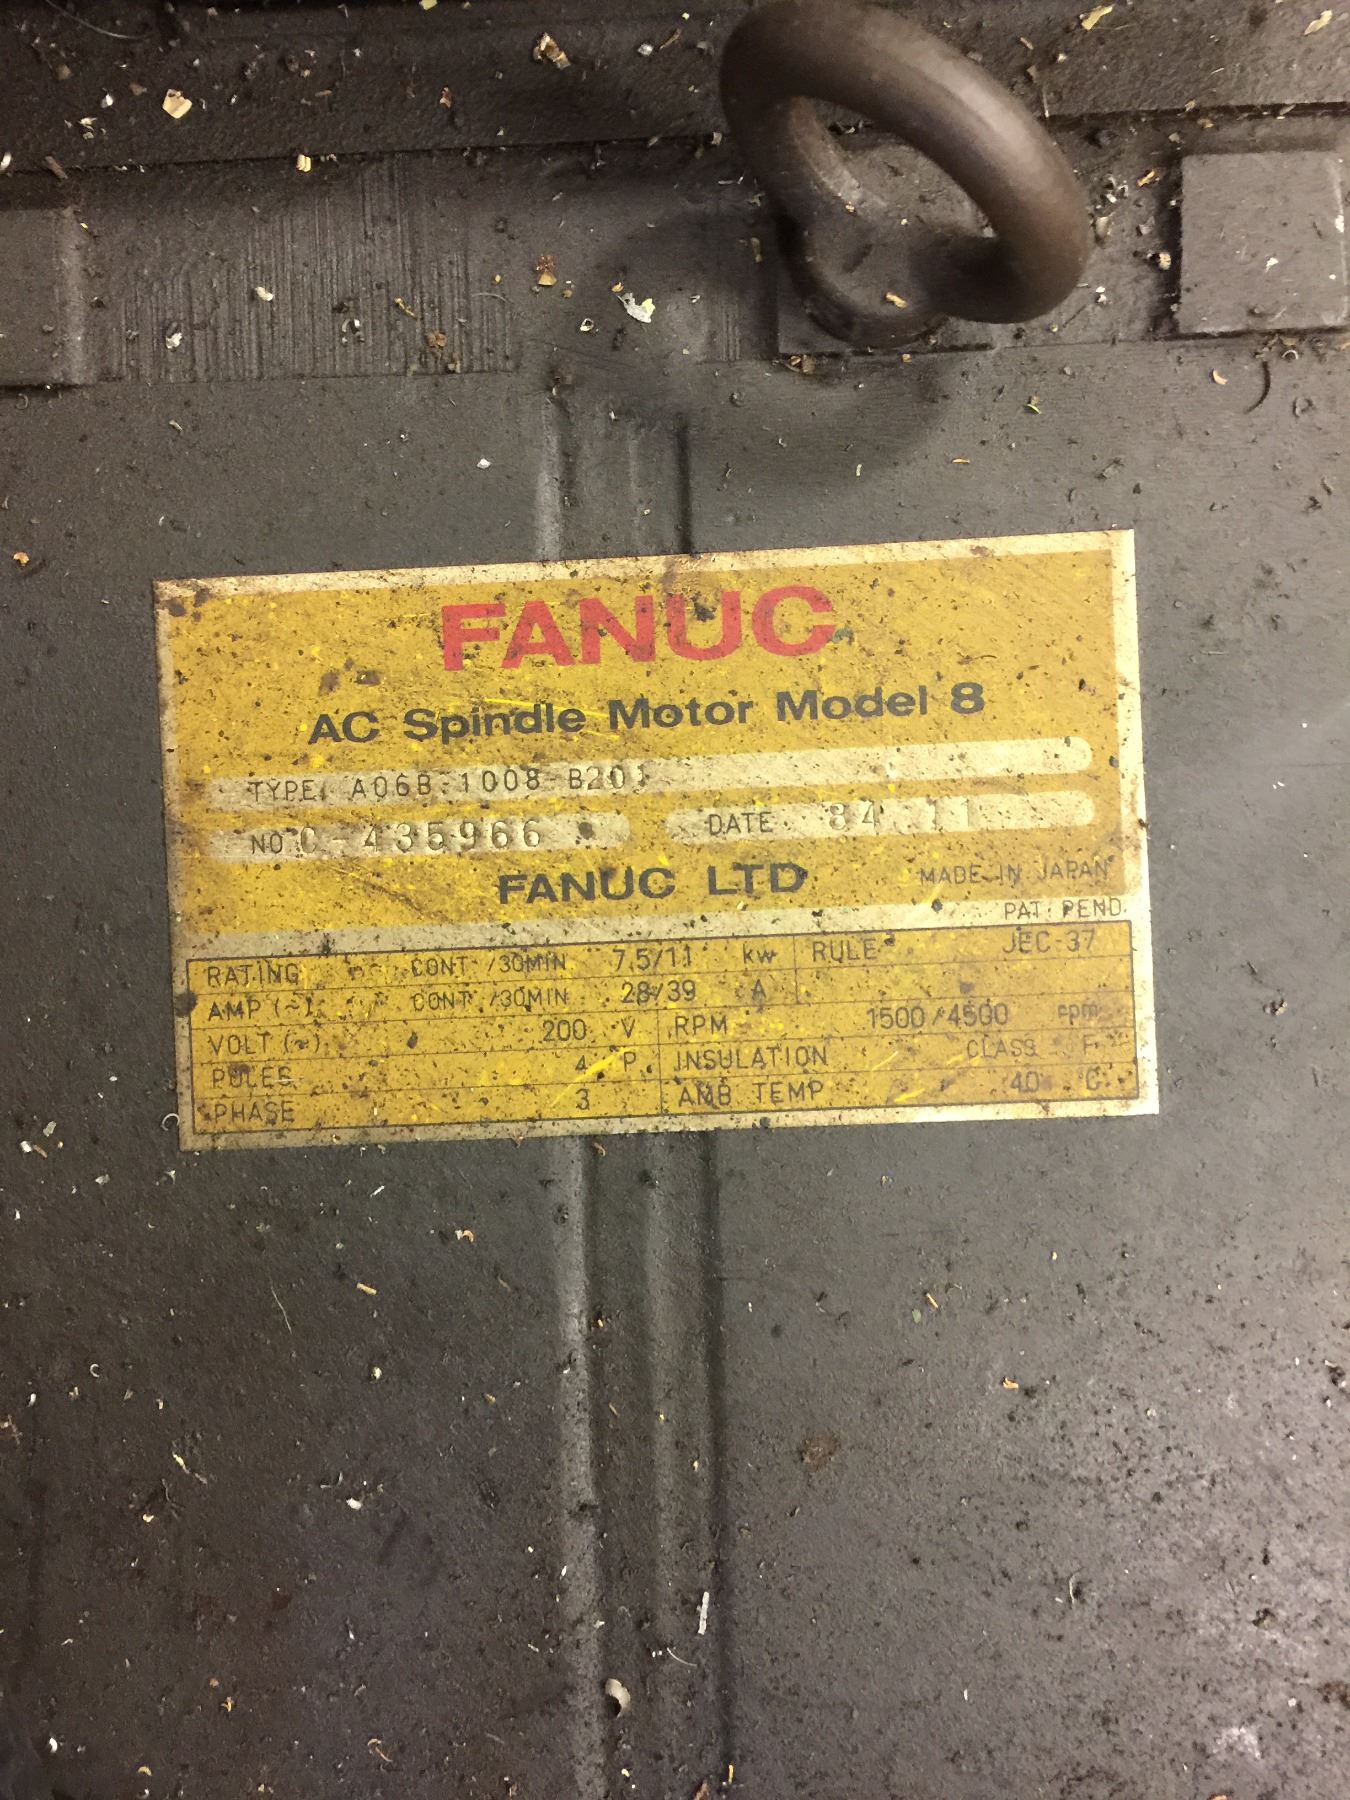 FANUC
AC Spindle Motor Model 8
TYPE A06B-1008-B201
NO C-435966 DATE 84 11
FANUC LTD MADE IN JAPAN
PAT. PEND.
RATING CONT /30MIN 7.5/11 kw RULE JEC-37
AMP (~) CONT /30MIN 28/39 A
VOLT (~) 200 V RPM 1500/4500 rpm
POLES 4 P INSULATION CLASS F
PHASE 3 AMB TEMP 40 C